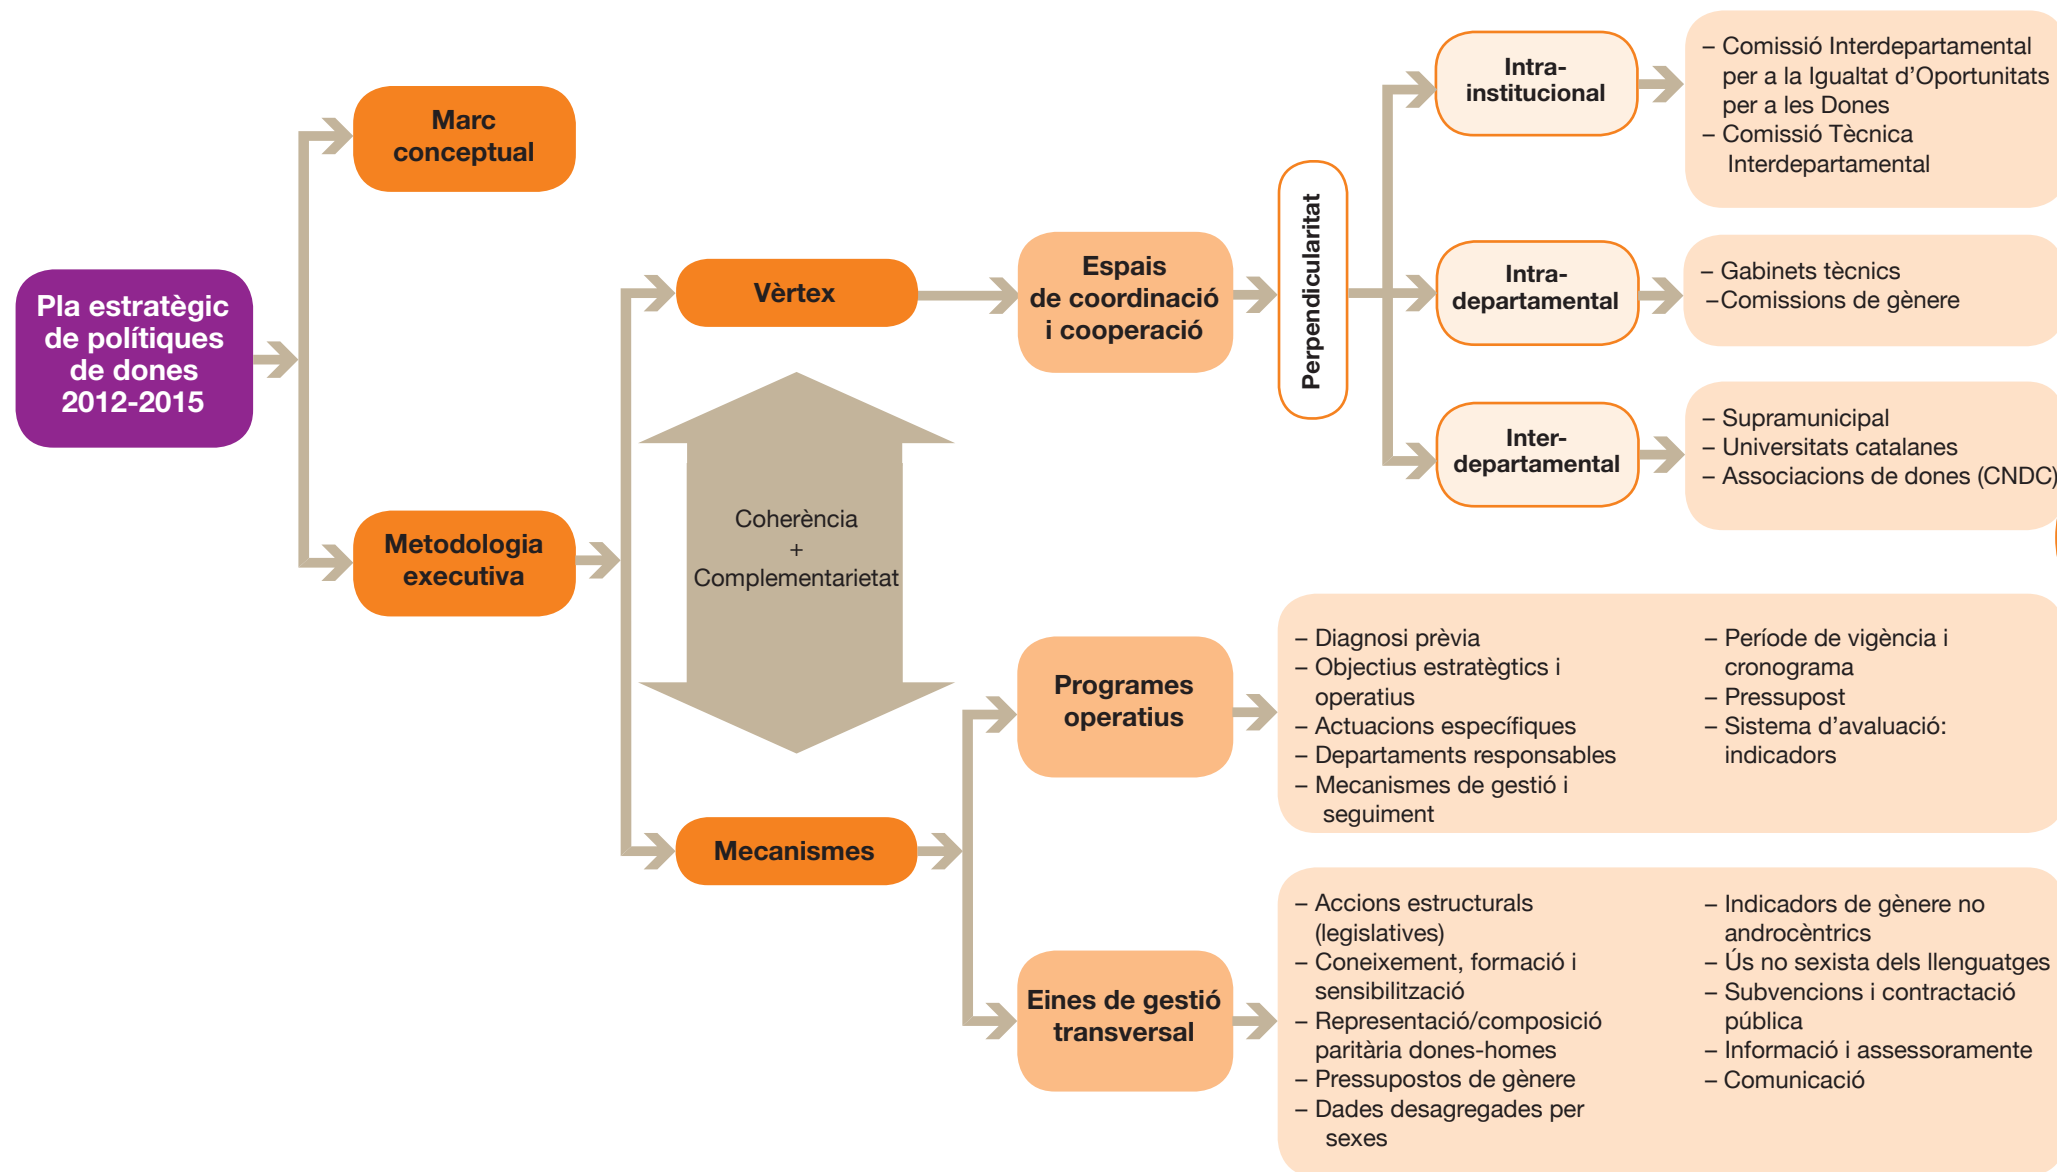 Pla estratègic
de polítiques
de dones
2012-2015
Marc
conceptual
Metodologia
executiva
Vèrtex
Coherència
+
Complementarietat
Mecanismes
Espais
de coordinació
i cooperació
Perpendicularitat
Intra-
institucional
– Comissió Interdepartamental
per a la Igualtat d’Oportunitats
per a les Dones
– Comissió Tècnica
Interdepartamental
Intra-
departamental
– Gabinets tècnics
–Comissions de gènere
Inter-
departamental
– Supramunicipal
– Universitats catalanes
– Associacions de dones (CNDC)
Programes
operatius
– Diagnosi prèvia
– Objectius estratègtics i
operatius
– Actuacions específiques
– Departaments responsables
– Mecanismes de gestió i
seguiment
– Període de vigència i
cronograma
– Pressupost
– Sistema d’avaluació:
indicadors
Eines de gestió
transversal
– Accions estructurals
(legislatives)
– Coneixement, formació i
sensibilització
– Representació/composició
paritària dones-homes
– Pressupostos de gènere
– Dades desagregades per
sexes
– Indicadors de gènere no
androcèntrics
– Ús no sexista dels llenguatges
– Subvencions i contractació
pública
– Informació i assessoramente
– Comunicació